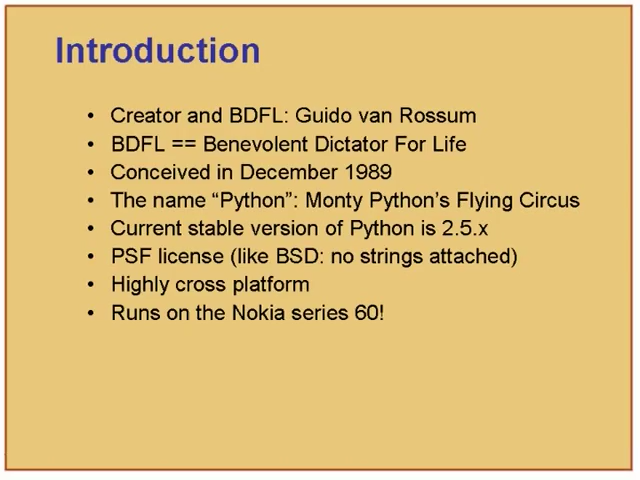 Introduction
• Creator and BDFL: Guido van Rossum
• BDFL == Benevolent Dictator For Life
• Conceived in December 1989
• The name “Python”: Monty Python’s Flying Circus
• Current stable version of Python is 2.5.x
• PSF license (like BSD: no strings attached)
• Highly cross platform
• Runs on the Nokia series 60!